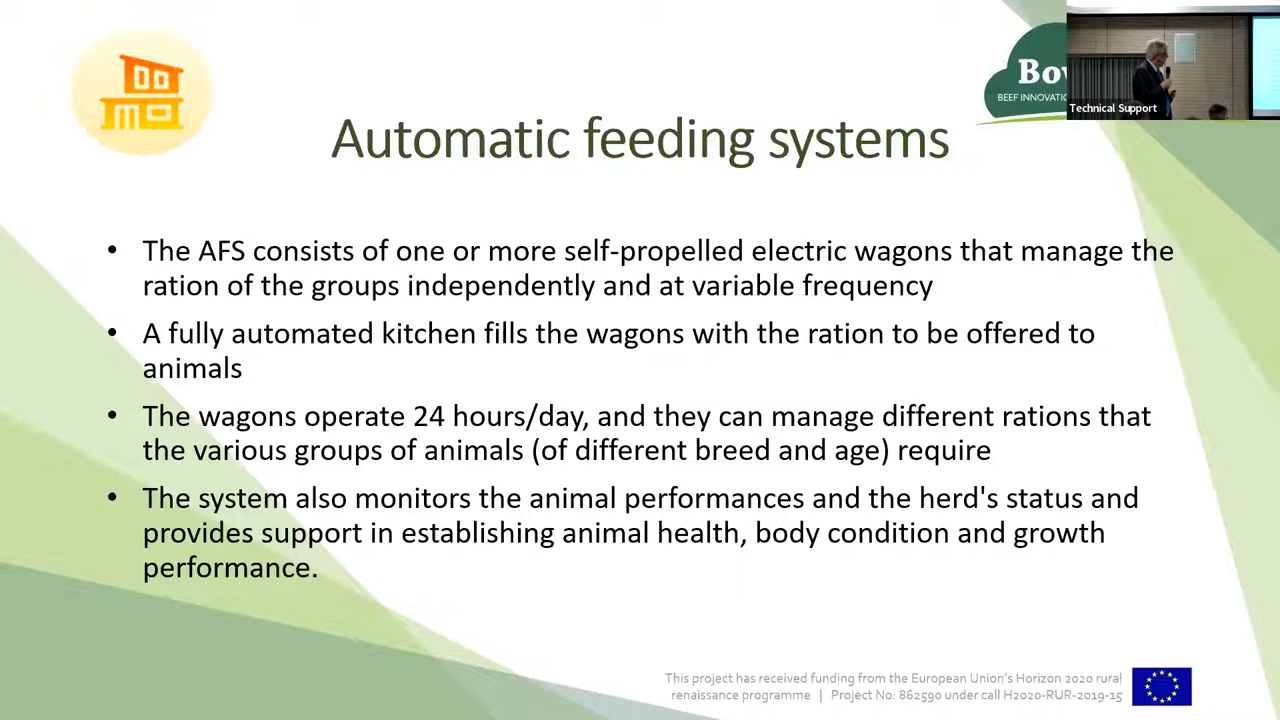 Bov
BEEF INNOVATIO
Technical Support
Automatic feeding systems
• The AFS consists of one or more self-propelled electric wagons that manage the
ration of the groups independently and at variable frequency
• A fully automated kitchen fills the wagons with the ration to be offered to
animals
• The wagons operate 24 hours/day, and they can manage different rations that
the various groups of animals (of different breed and age) require
• The system also monitors the animal performances and the herd's status and
provides support in establishing animal health, body condition and growth
performance.
This project has received funding from the European Union's Horizon 2020 rural
renaissance programme | Project No: 862590 under call H2020-RUR-2019-15